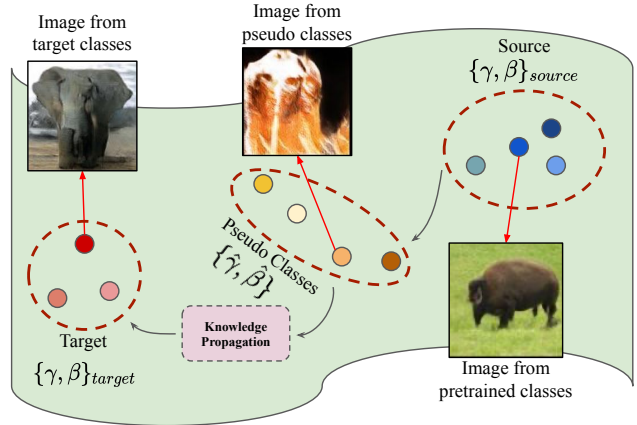 Image from
target classes
Image from
pseudo classes
Source
{γ, β}source
Pseudo Classes
{γ̂, β̂}
Knowledge
Propagation
Target
{γ, β}target
Image from
pretrained classes